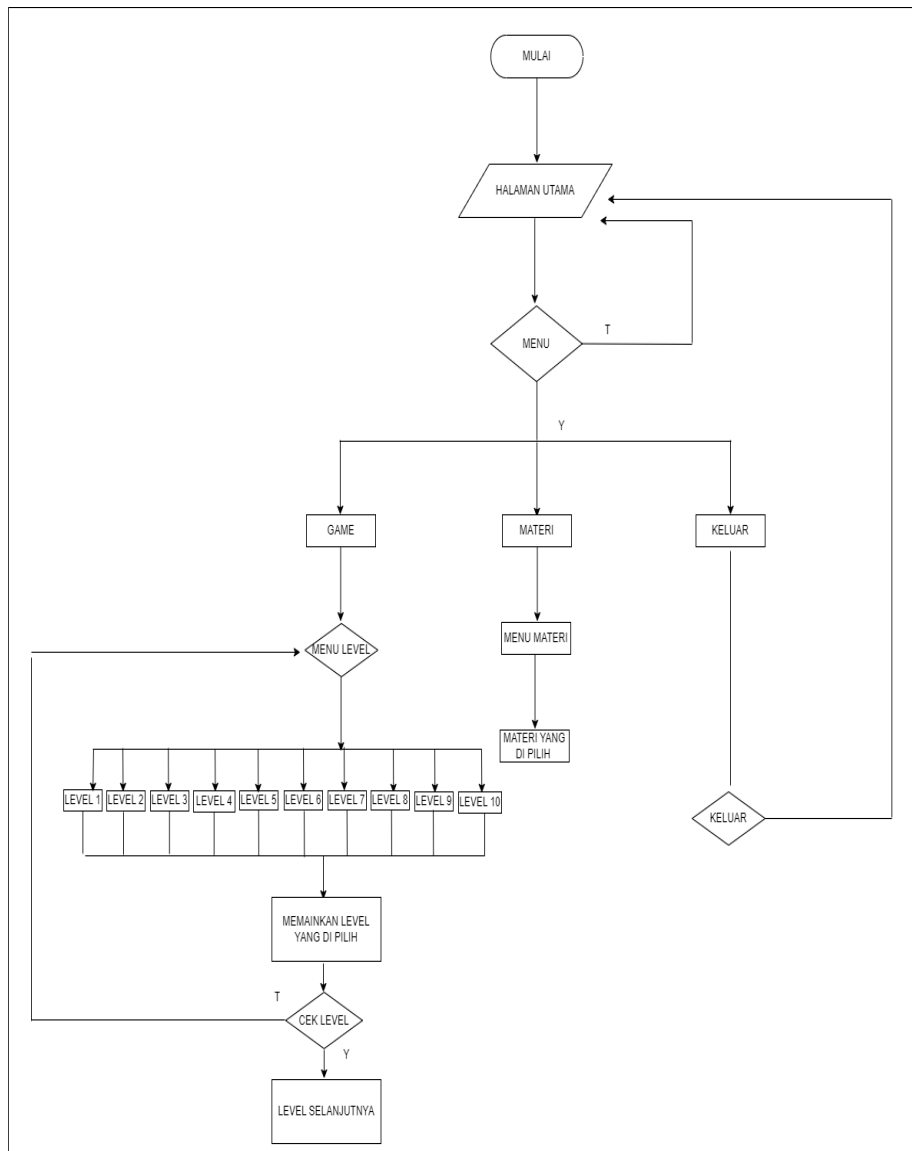 MULAI
HALAMAN UTAMA
MENU
T
Y
GAME
MATERI
KELUAR
MENU LEVEL
MENU MATERI
MATERI YANG
DI PILIH
LEVEL 1
LEVEL 2
LEVEL 3
LEVEL 4
LEVEL 5
LEVEL 6
LEVEL 7
LEVEL 8
LEVEL 9
LEVEL 10
KELUAR
MEMAINKAN LEVEL
YANG DI PILIH
T
CEK LEVEL
Y
LEVEL SELANJUTNYA